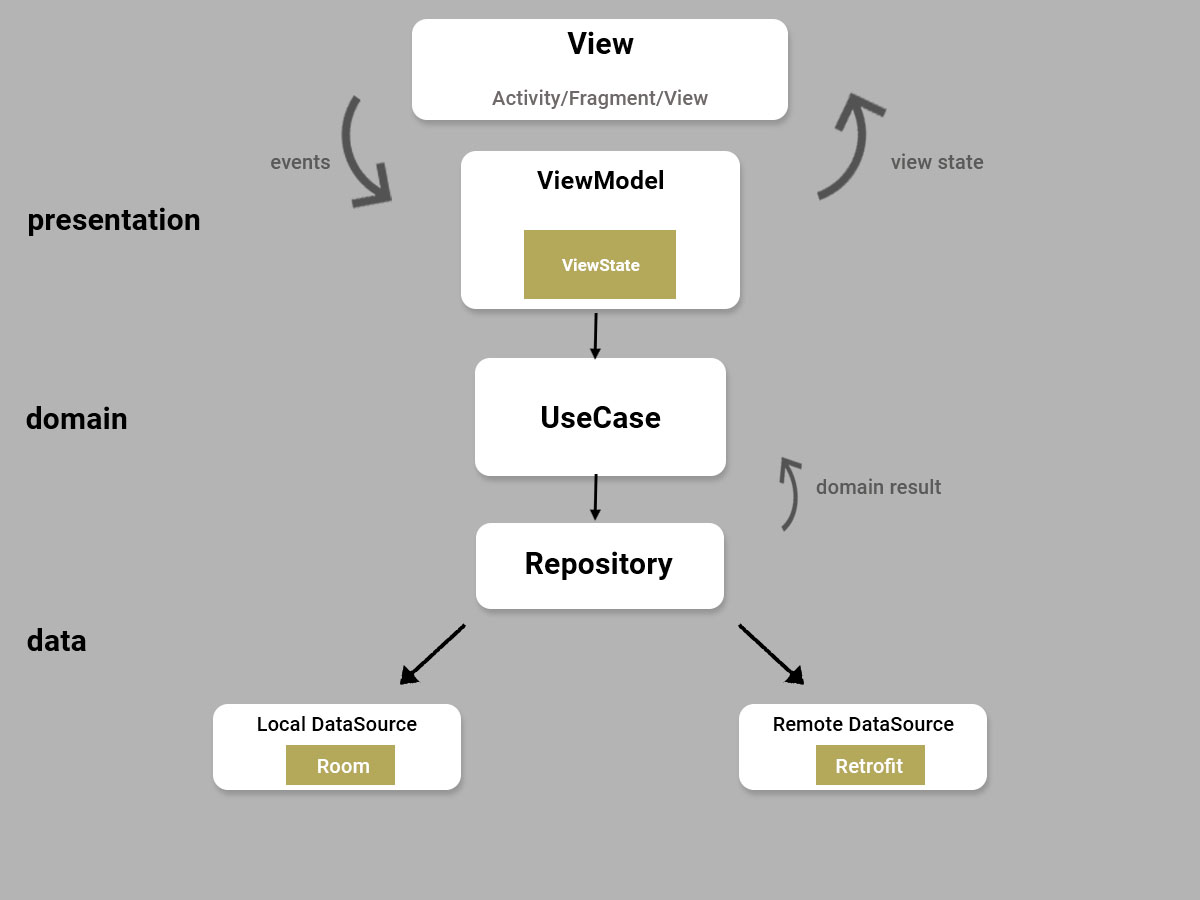 View
Activity/Fragment/View
events
view state
ViewModel
presentation
ViewState
domain
UseCase
domain result
Repository
data
Local DataSource
Room
Remote DataSource
Retrofit